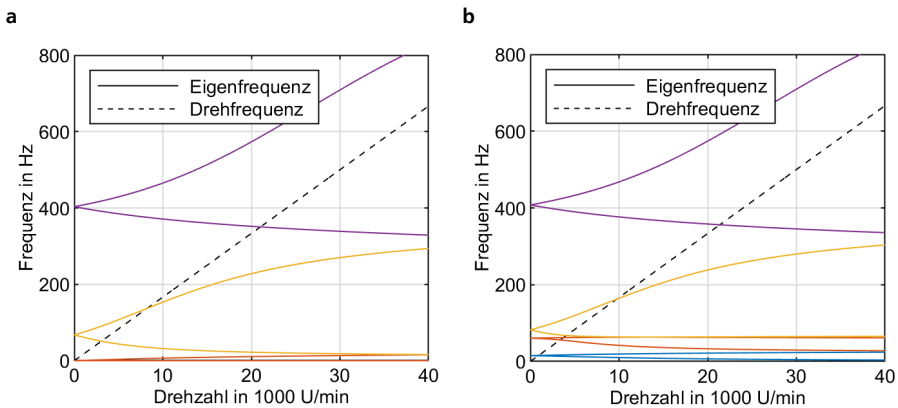 a
800
600
400
200
0
Frequenz in Hz
Eigenfrequenz
Drehfrequenz
0 10 20 30 40
Drehzahl in 1000 U/min
b
800
600
400
200
0
Frequenz in Hz
Eigenfrequenz
Drehfrequenz
0 10 20 30 40
Drehzahl in 1000 U/min